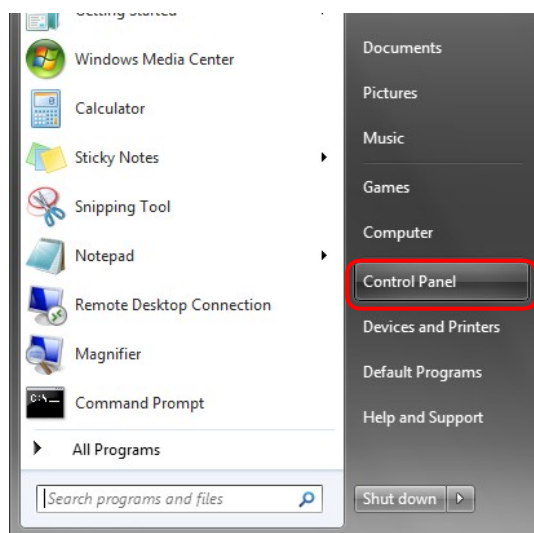 Getting Started
Windows Media Center
Calculator
Sticky Notes
Snipping Tool
Notepad
Remote Desktop Connection
Magnifier
Command Prompt
All Programs
Search programs and files
Documents
Pictures
Music
Games
Computer
Control Panel
Devices and Printers
Default Programs
Help and Support
Shut down